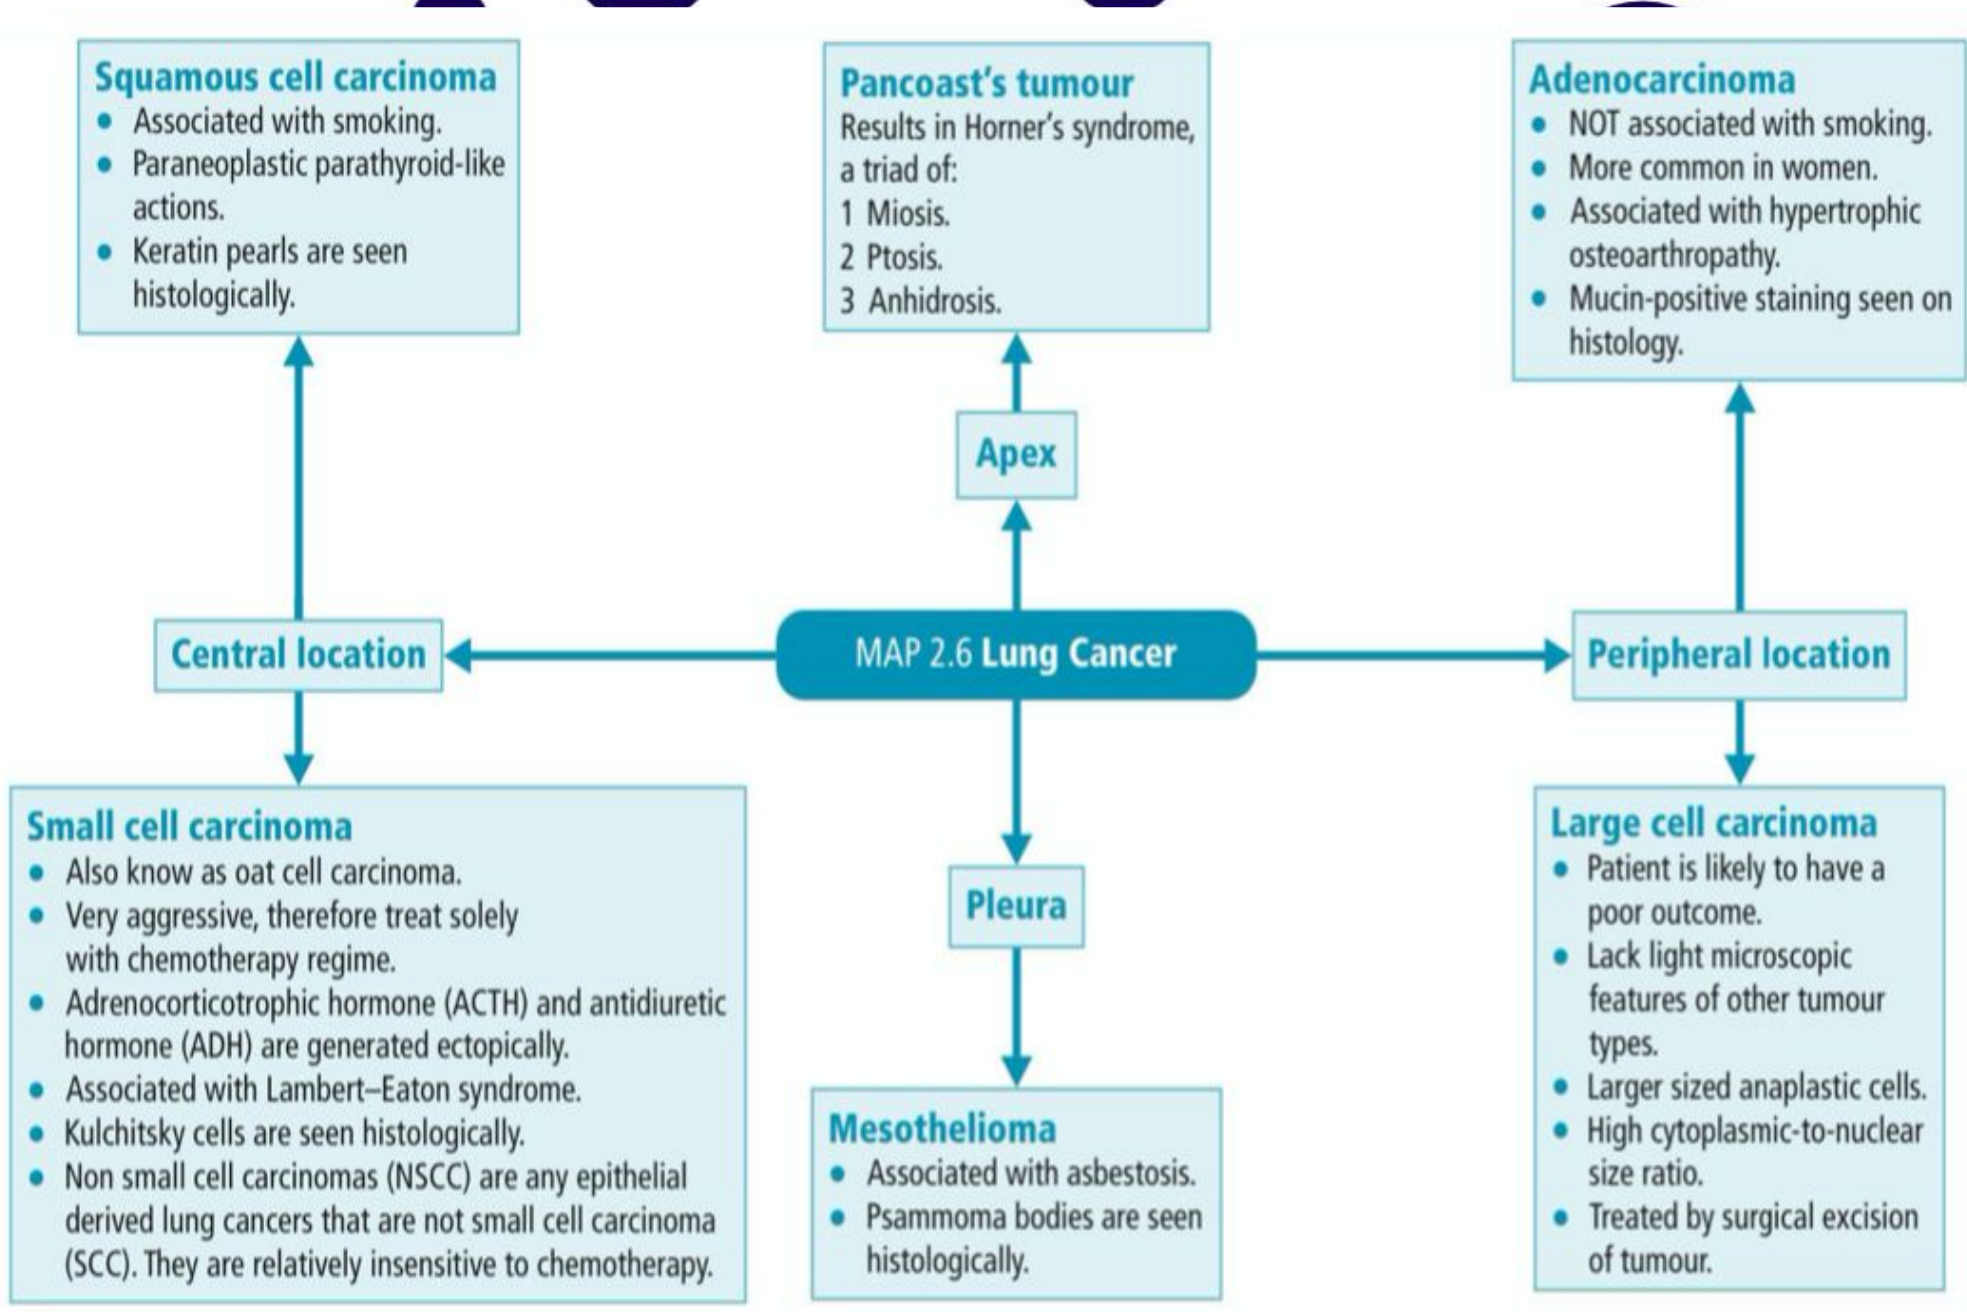 Squamous cell carcinoma
• Associated with smoking.
• Paraneoplastic parathyroid-like
actions.
• Keratin pearls are seen
histologically.
Pancoast's tumour
Results in Horner's syndrome,
a triad of:
1 Miosis.
2 Ptosis.
3 Anhidrosis.
Adenocarcinoma
• NOT associated with smoking.
• More common in women.
• Associated with hypertrophic
osteoarthropathy.
• Mucin-positive staining seen on
histology.
Apex
Central location
MAP 2.6 Lung Cancer
Peripheral location
Small cell carcinoma
• Also know as oat cell carcinoma.
• Very aggressive, therefore treat solely
with chemotherapy regime.
• Adrenocorticotrophic hormone (ACTH) and antidiuretic
hormone (ADH) are generated ectopically.
• Associated with Lambert–Eaton syndrome.
• Kulchitsky cells are seen histologically.
• Non small cell carcinomas (NSCC) are any epithelial
derived lung cancers that are not small cell carcinoma
(SCC). They are relatively insensitive to chemotherapy.
Pleura
Mesothelioma
• Associated with asbestosis.
• Psammoma bodies are seen
histologically.
Large cell carcinoma
• Patient is likely to have a
poor outcome.
• Lack light microscopic
features of other tumour
types.
• Larger sized anaplastic cells.
• High cytoplasmic-to-nuclear
size ratio.
• Treated by surgical excision
of tumour.